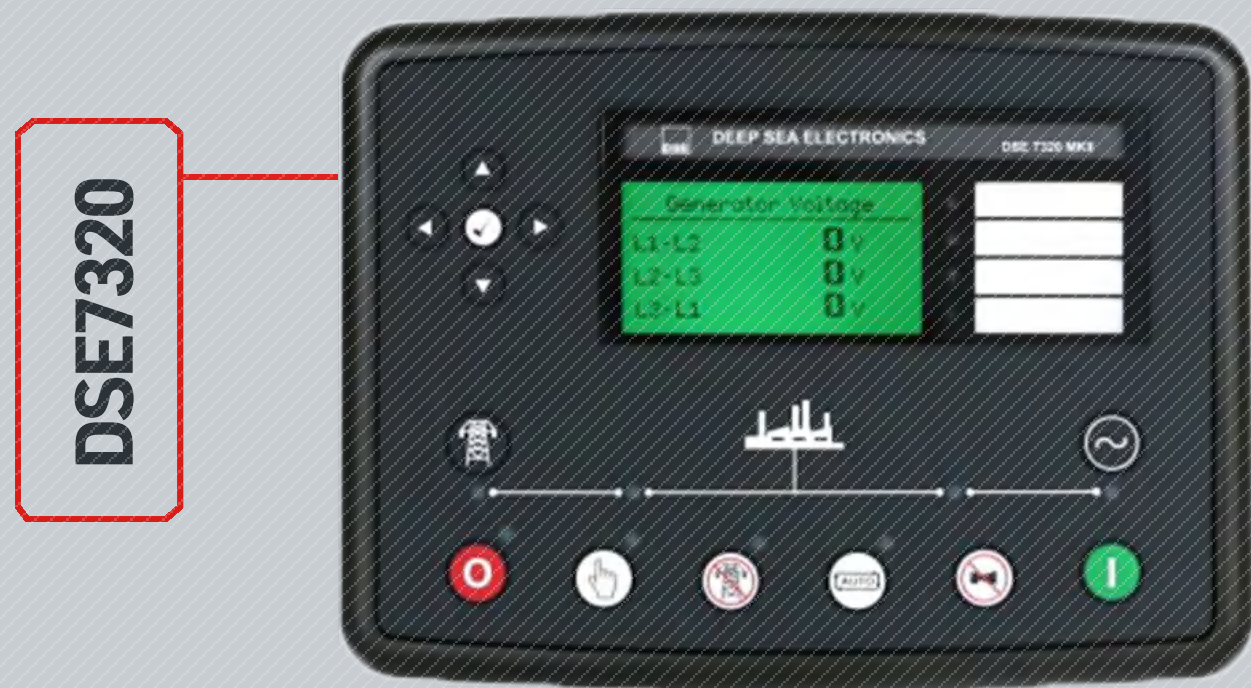 DSE7320
DSE
DEEP SEA ELECTRONICS
DSE 7320 MKII
Generator Voltage
L1-L2 0 V
L2-L3 0 V
L3-L1 0 V
O
AUTO
I